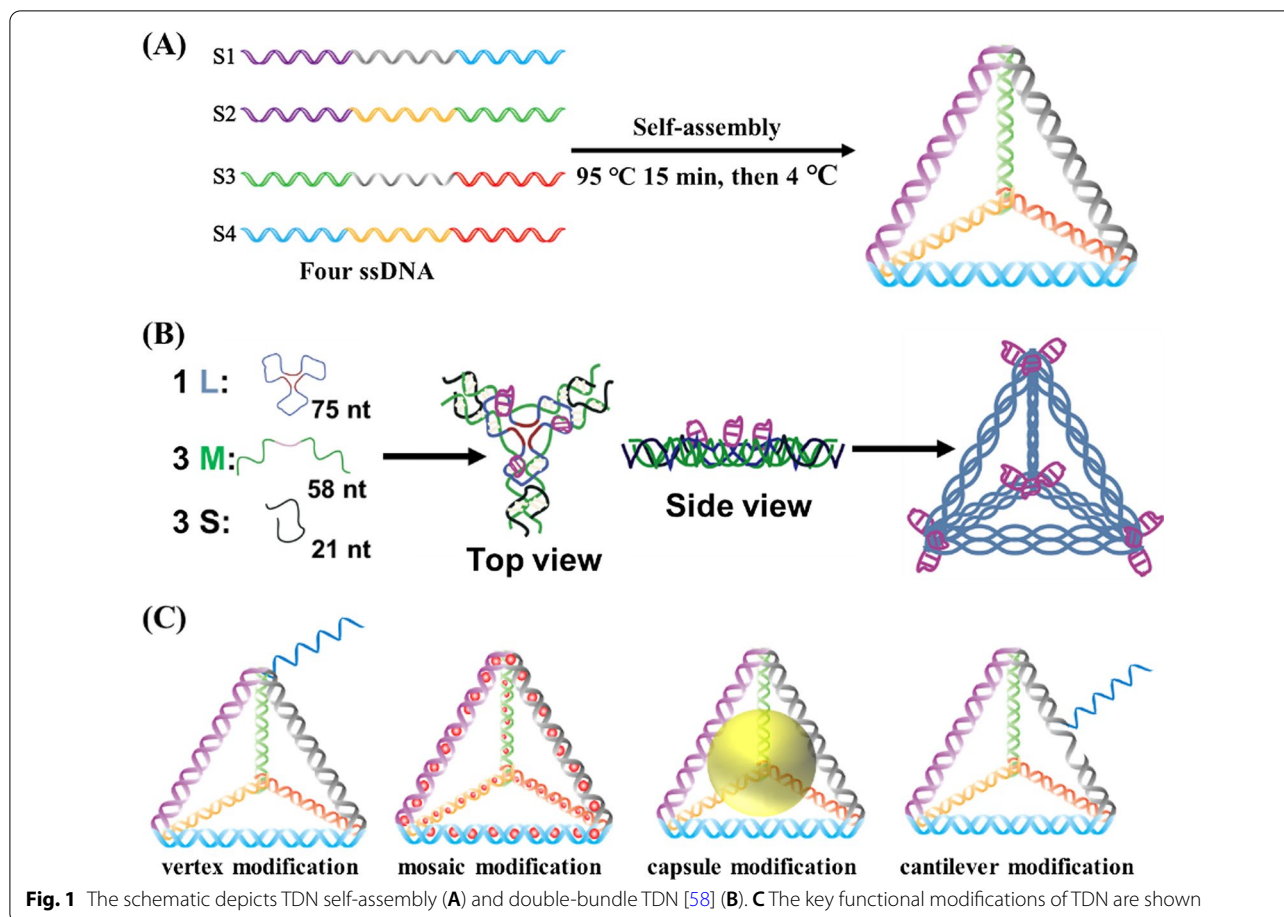 (A)
S1
S2
S3
S4
Four ssDNA
Self-assembly
95 °C 15 min, then 4 °C
(B)
1 L:
75 nt
3 M:
58 nt
3 S:
21 nt
Top view
Side view
(C)
vertex modification
mosaic modification
capsule modification
cantilever modification
Fig. 1 The schematic depicts TDN self-assembly (A) and double-bundle TDN [58] (B). C The key functional modifications of TDN are shown